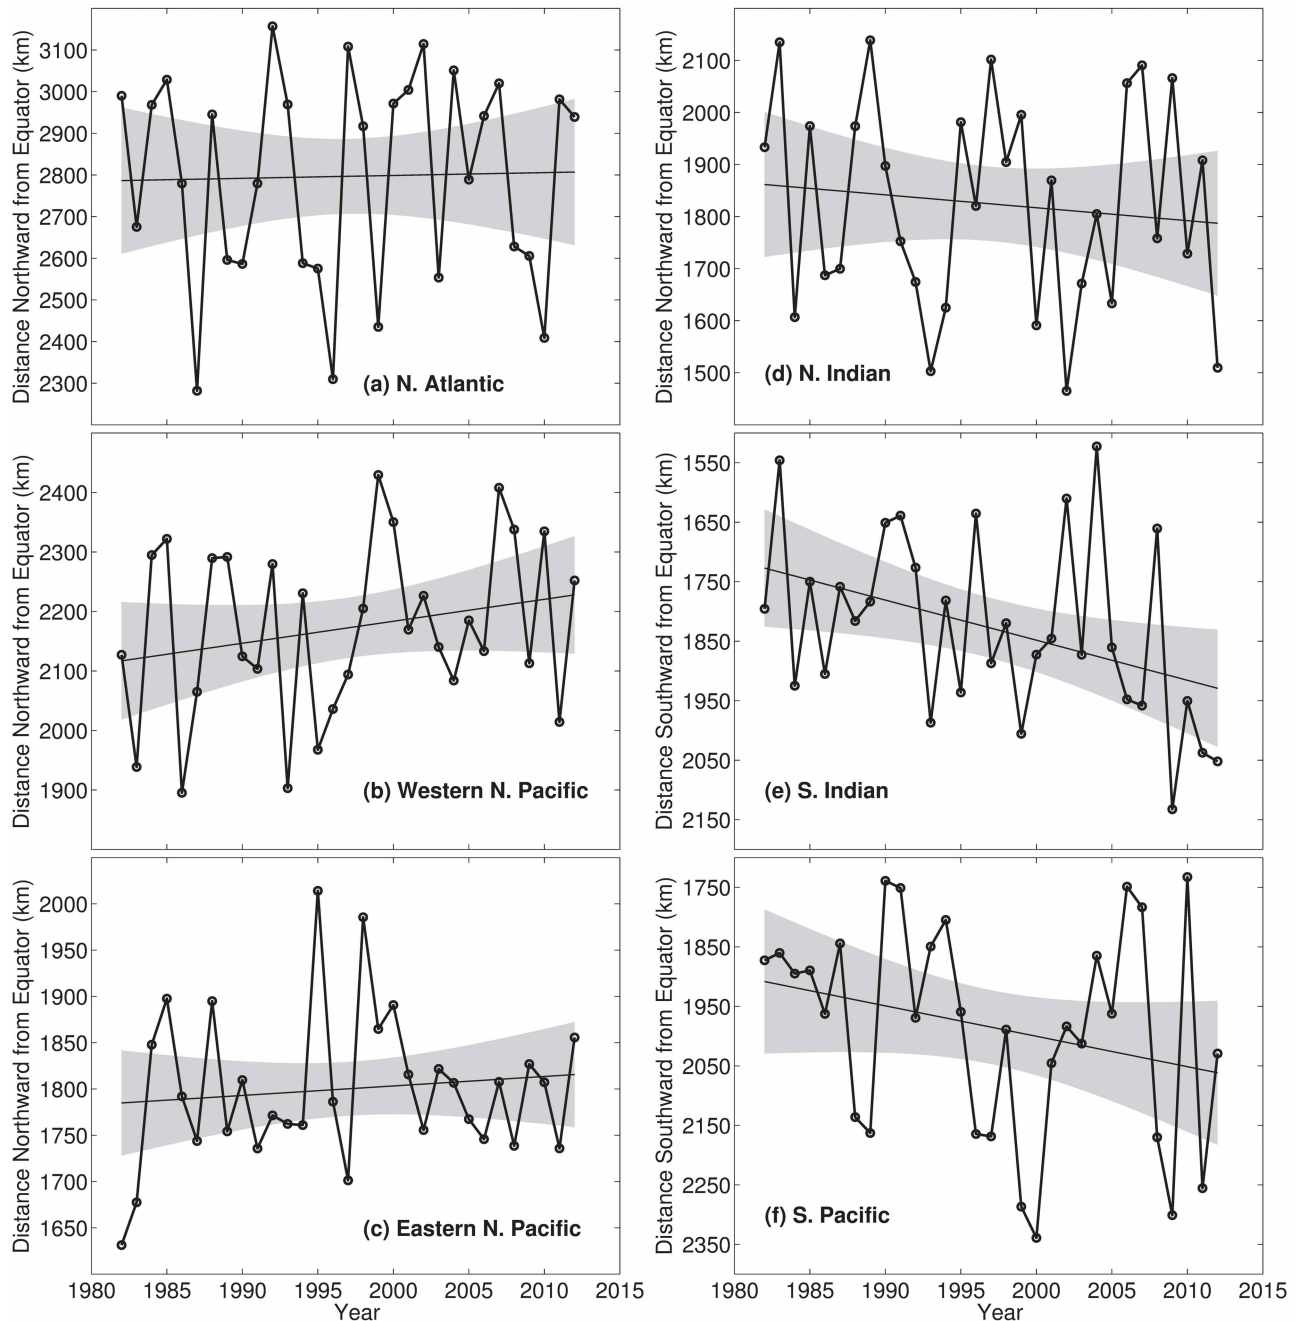 Distance Northward from Equator (km)
3100
3000
2900
2800
2700
2600
2500
2400
2300
(a) N. Atlantic
Distance Northward from Equator (km)
2100
2000
1900
1800
1700
1600
1500
(d) N. Indian
Distance Northward from Equator (km)
2400
2300
2200
2100
2000
1900
(b) Western N. Pacific
Distance Southward from Equator (km)
1550
1650
1750
1850
1950
2050
2150
(e) S. Indian
Distance Northward from Equator (km)
2000
1950
1900
1850
1800
1750
1700
1650
(c) Eastern N. Pacific
1980 1985 1990 1995 2000 2005 2010 2015
Year
Distance Southward from Equator (km)
1750
1850
1950
2050
2150
2250
2350
(f) S. Pacific
1980 1985 1990 1995 2000 2005 2010 2015
Year